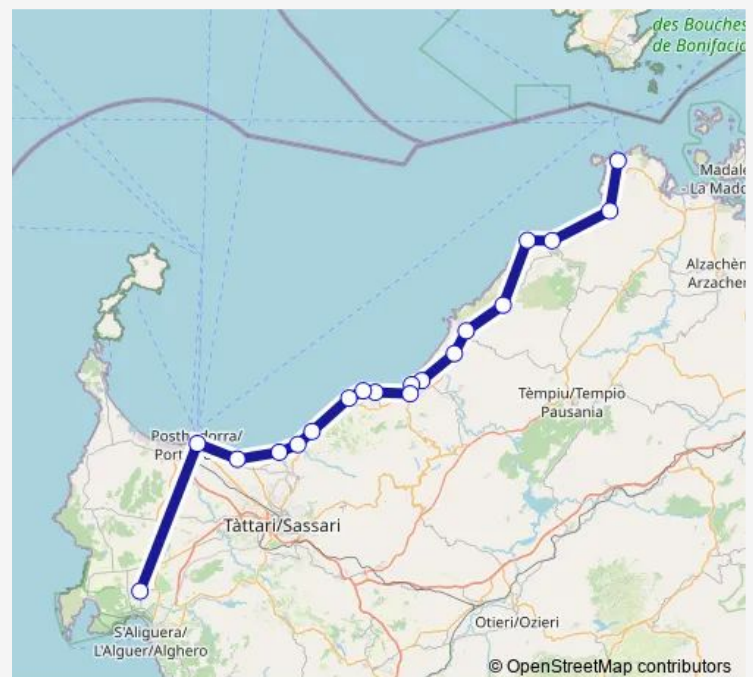 des Bouches
de Bonifacio
Madale
- La Madd
Alzachèn
Arzachen
Tèmpiu/Tempio
Pausania
Tàttari/Sassari
Otieri/Ozieri
S'Aliguera/
L'Alguer/Alghero
© OpenStreetMap contributors